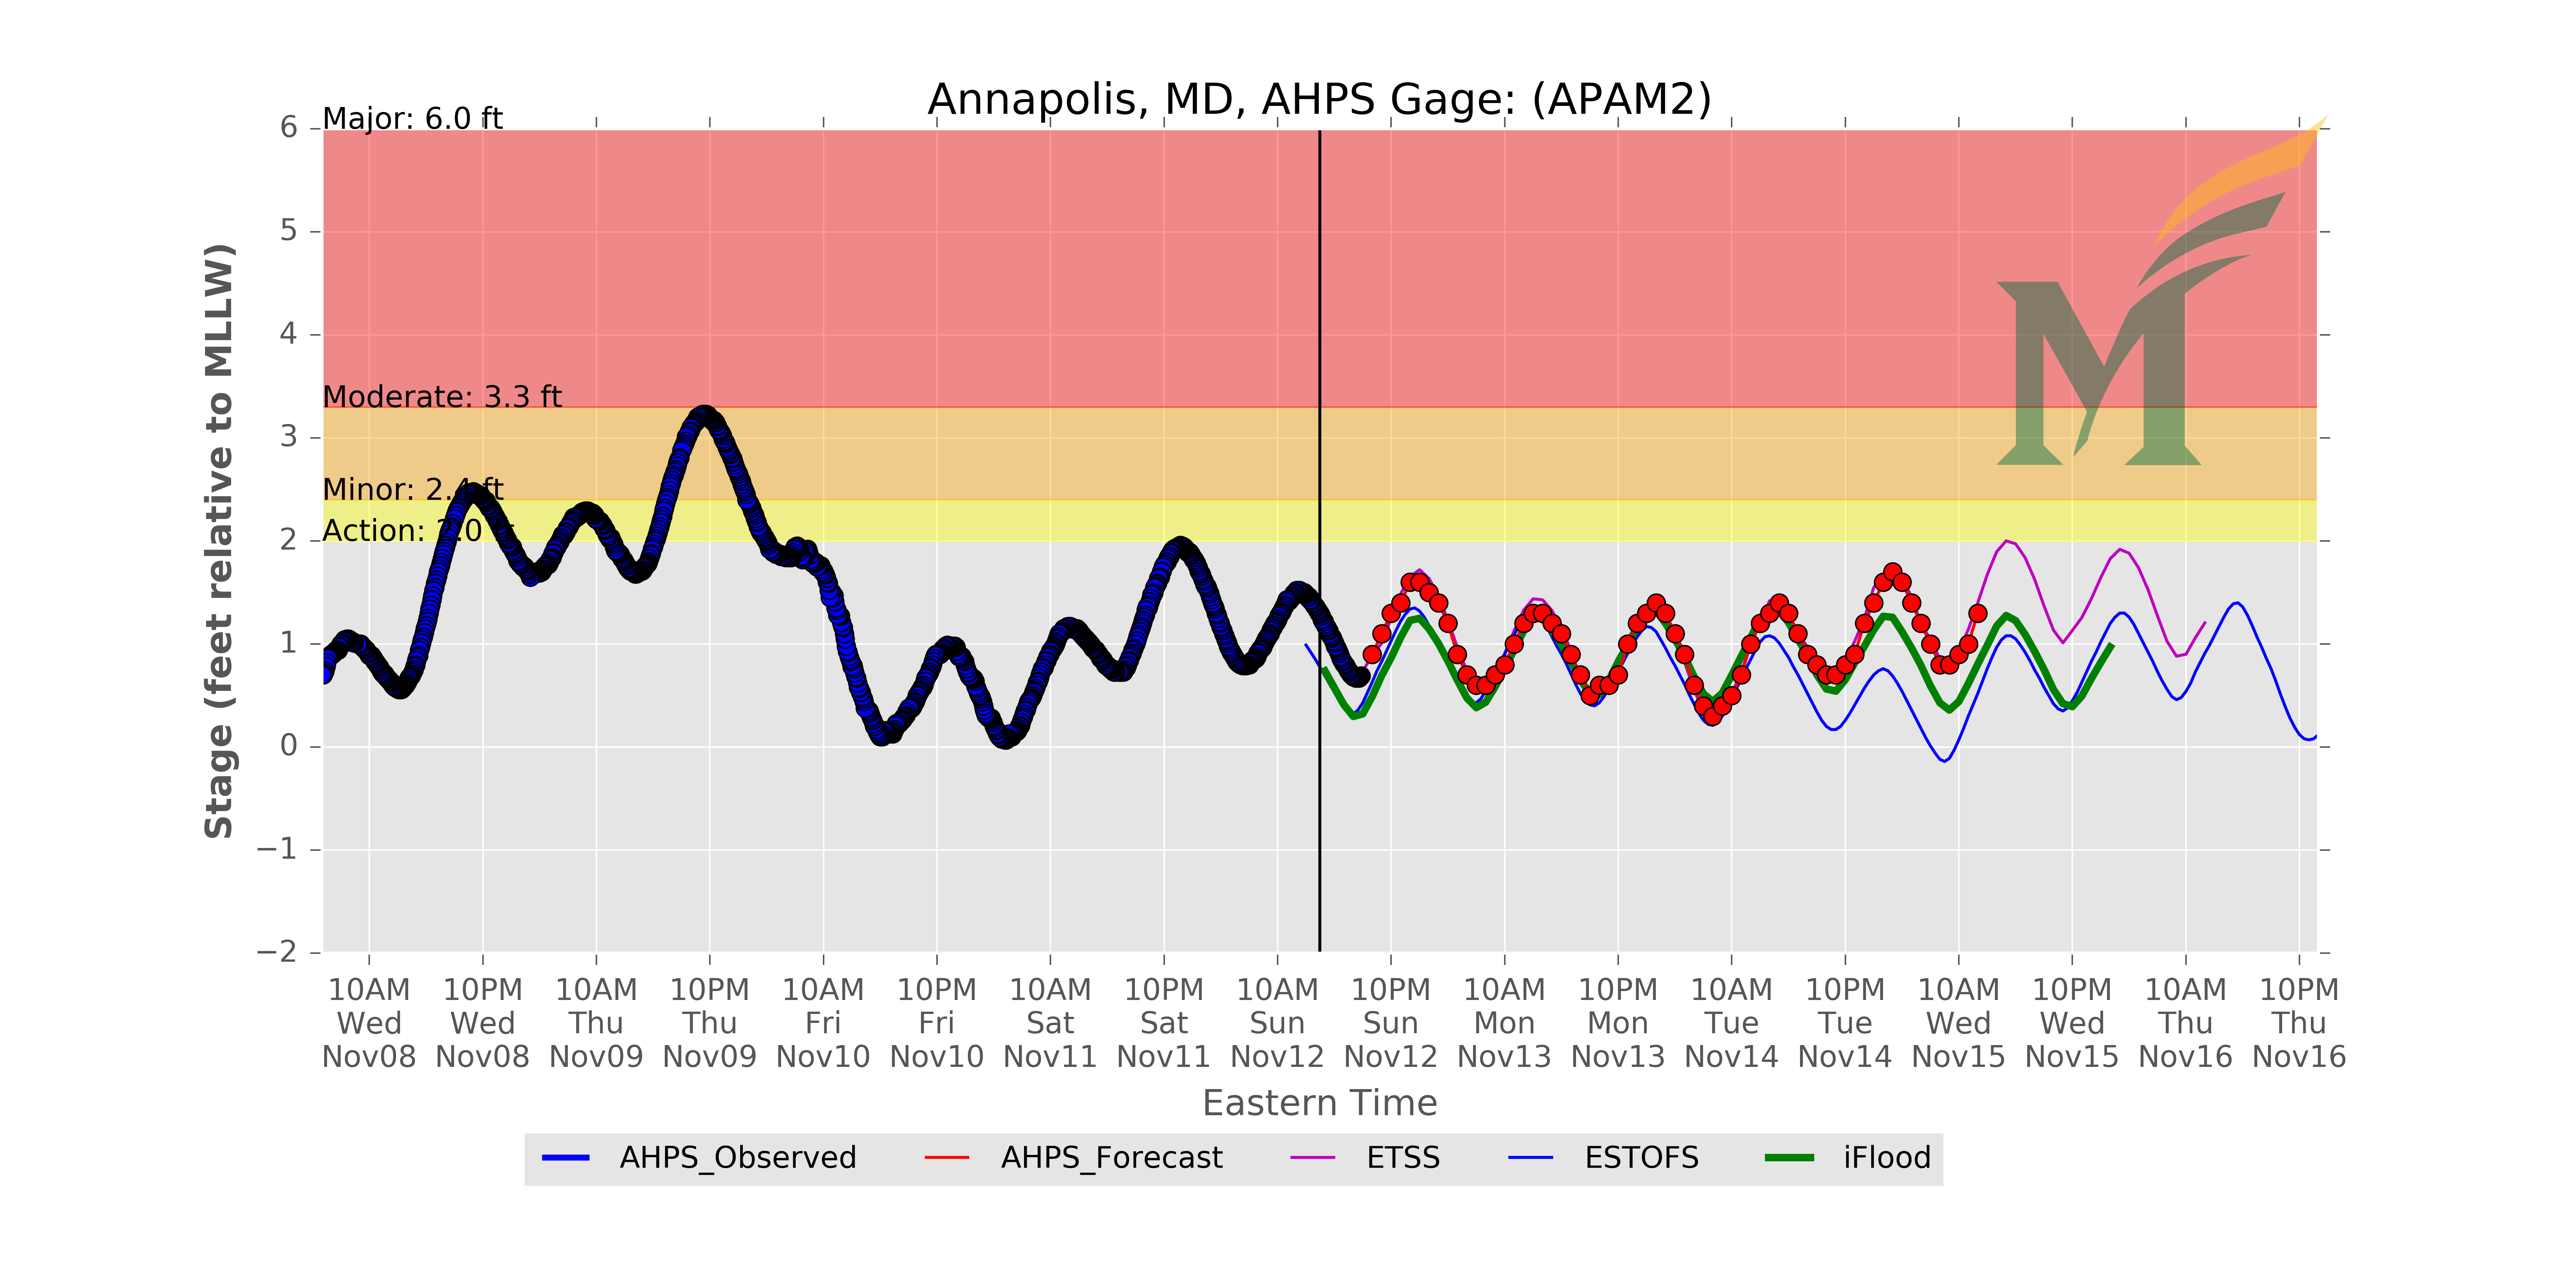 Annapolis, MD, AHPS Gage: (APAM2)
Major: 6.0 ft
Moderate: 3.3 ft
Minor: 2.4 ft
Action: 2.0
Stage (feet relative to MLLW)
6
5
4
3
2
1
0
−1
−2
10AM 10PM 10AM 10PM 10AM 10PM 10AM 10PM 10AM 10PM 10AM 10PM 10AM 10PM 10AM 10PM 10AM 10PM
Wed Wed Thu Thu Fri Fri Sat Sat Sun Sun Mon Mon Tue Tue Wed Wed Thu Thu
Nov08 Nov08 Nov09 Nov09 Nov10 Nov10 Nov11 Nov11 Nov12 Nov12 Nov13 Nov13 Nov14 Nov14 Nov15 Nov15 Nov16 Nov16
Eastern Time
AHPS_Observed AHPS_Forecast ETSS ESTOFS iFlood
M